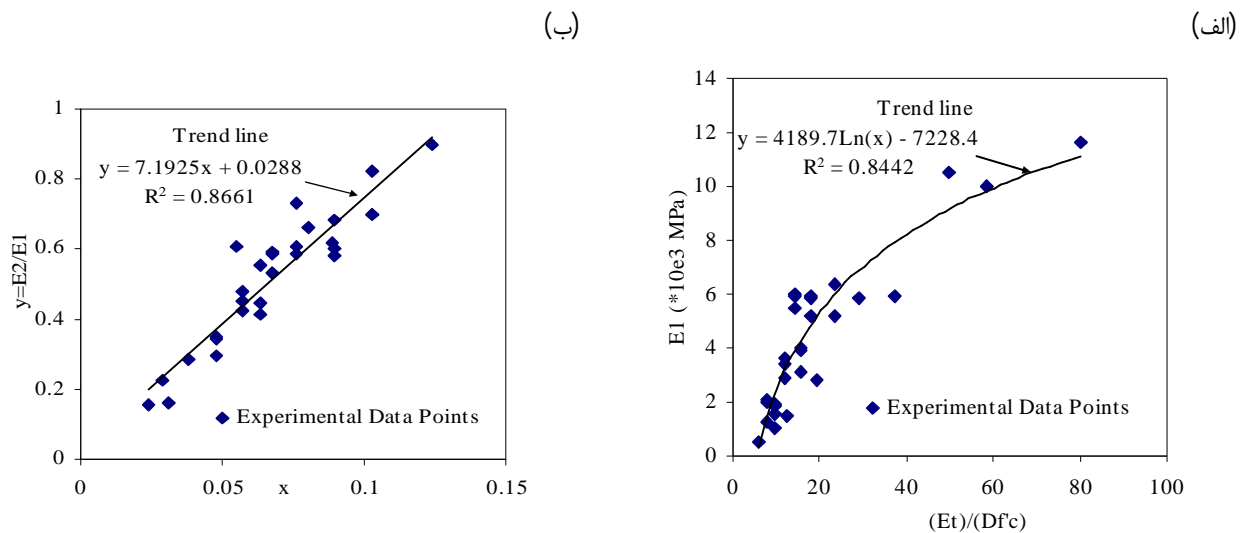 (ب)
1
0.8
0.6
0.4
0.2
0
y=E2/E1
Trend line
y = 7.1925x + 0.0288
R² = 0.8661
Experimental Data Points
0
0.05
x
0.1
0.15
(الف)
14
12
10
8
6
4
2
0
E1 (*10e3 MPa)
Trend line
y = 4189.7Ln(x) - 7228.4
R² = 0.8442
Experimental Data Points
0
20
40
60
80
100
(Et)/(Df'c)